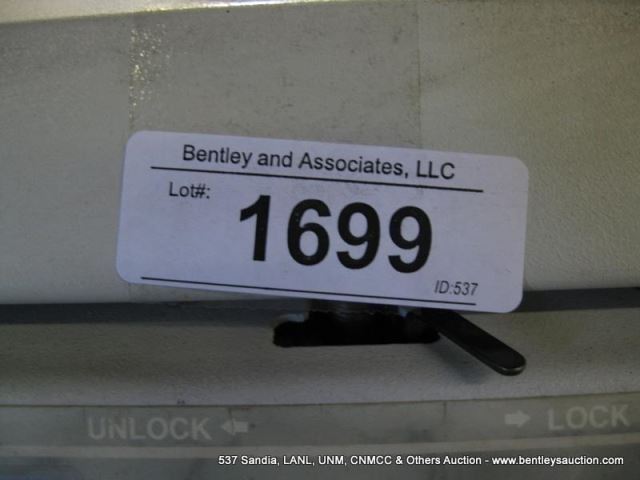 Bentley and Associates, LLC
Lot#:
1699
ID:537
UNLOCK ← → LOCK
537 Sandia, LANL, UNM, CNMCC & Others Auction - www.bentleysauction.com